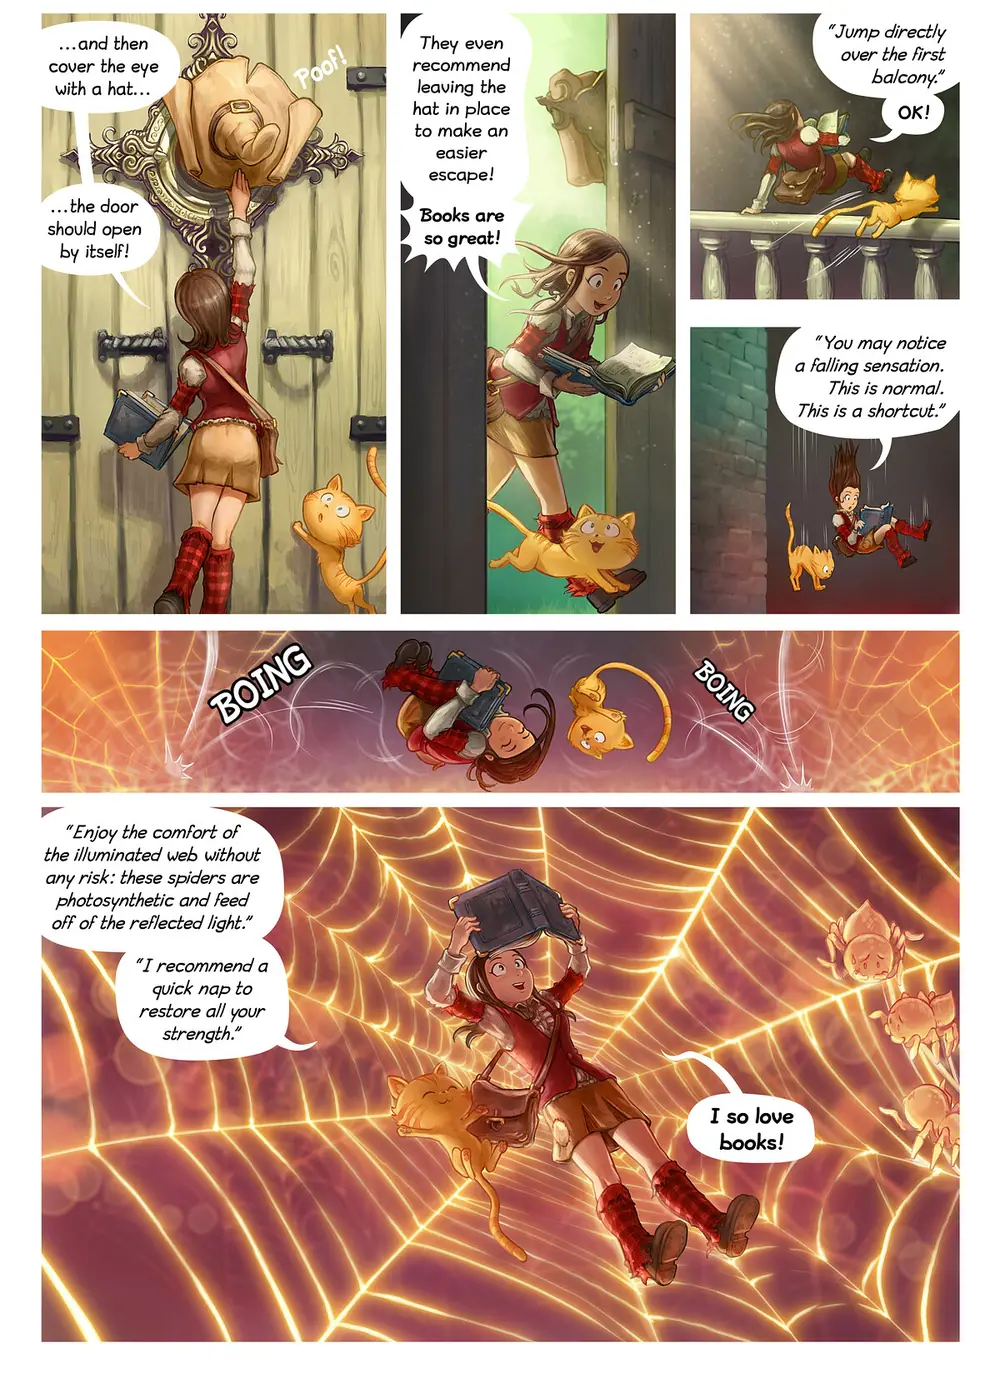 ...and then
cover the eye
with a hat...
Poof!
...the door
should open
by itself!
They even
recommend
leaving the
hat in place
to make an
easier
escape!
Books are
so great!
"Jump directly
over the first
balcony."
OK!
"You may notice
a falling sensation.
This is normal.
This is a shortcut."
BOING
BOING
"Enjoy the comfort of
the illuminated web without
any risk: these spiders are
photosynthetic and feed
off of the reflected light."
"I recommend a
quick nap to
restore all your
strength."
I so love
books!